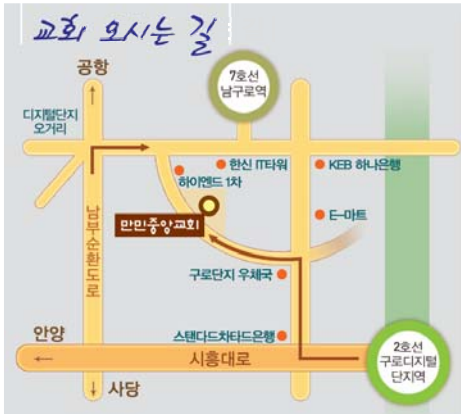 교회 오시는 길
공항
7호선
남구로역
디지털단지
오거리
한신 IT타워
KEB 하나은행
하이엔드 1차
E-마트
만민중앙교회
남부순환도로
구로단지 우체국
스탠다드차타드은행
안양
시흥대로
2호선
구로디지털
단지역
사당